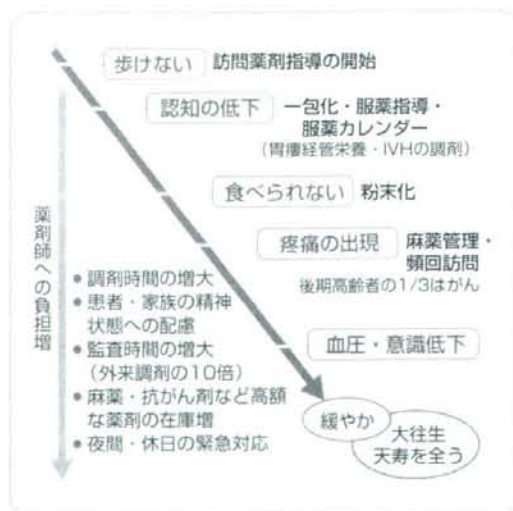 歩けない 訪問薬剤指導の開始
認知の低下 一包化・服薬指導・
服薬カレンダー
(胃瘻経管栄養・IVHの調剤)
食べられない 粉末化
疼痛の出現 麻薬管理・
頻回訪問
後期高齢者の1/3はがん
血圧・意識低下
緩やか
大往生
天寿を全う
薬剤師への負担増
●調剤時間の増大
●患者・家族の精神
状態への配慮
●監査時間の増大
(外来調剤の10倍)
●麻薬・抗がん剤など高額
な薬剤の在庫増
●夜間・休日の緊急対応